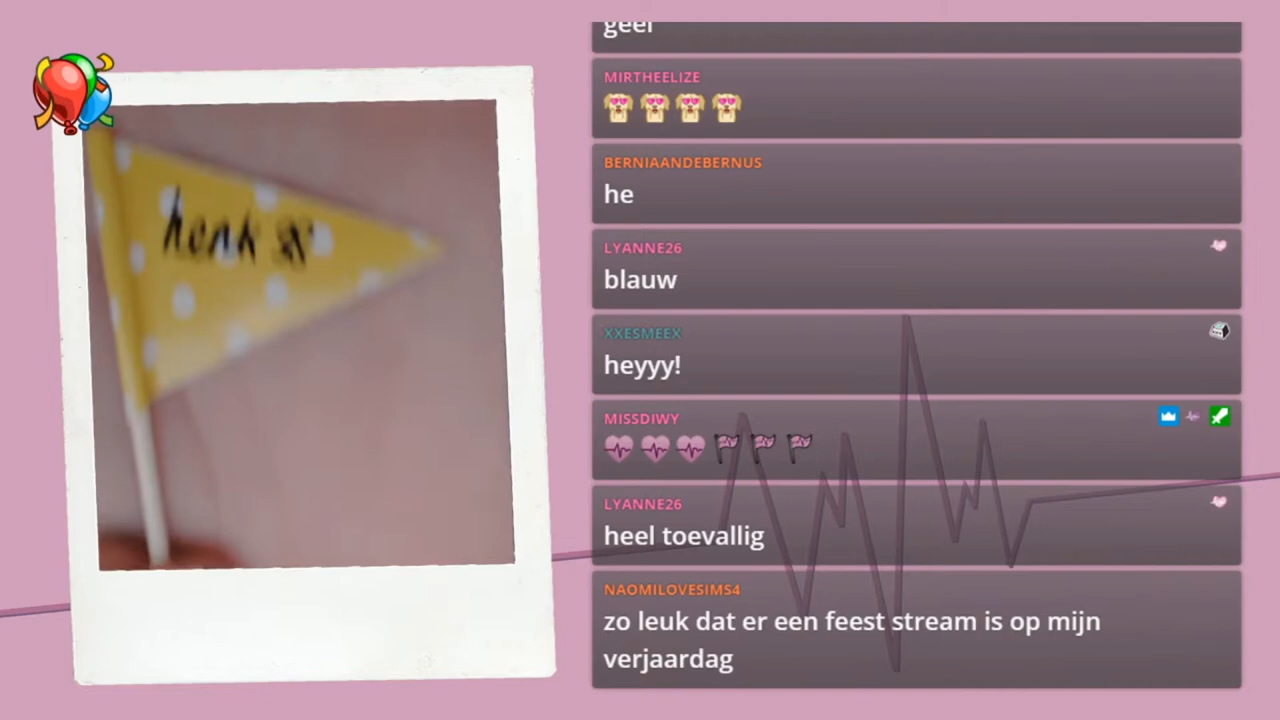 henk
geel
MIRTHEELIZE
BERNIAANDEBERNUS
he
LYANNE26
blauw
XXESMEEX
heyyy!
MISSDIWY
LYANNE26
heel toevallig
NAOMILOVESIMS4
zo leuk dat er een feest stream is op mijn
verjaardag